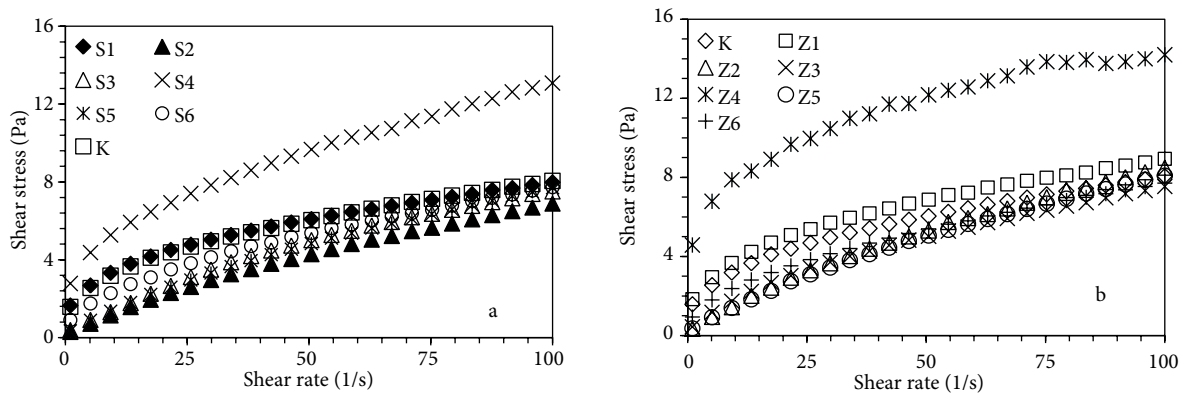 16
12
8
4
0
Shear stress (Pa)
S1 S2
S3 S4
S5 S6
K
a
0 25 50 75 100
Shear rate (1/s)
16
12
8
4
0
Shear stress (Pa)
K Z1
Z2 Z3
Z4 Z5
Z6
b
0 25 50 75 100
Shear rate (1/s)